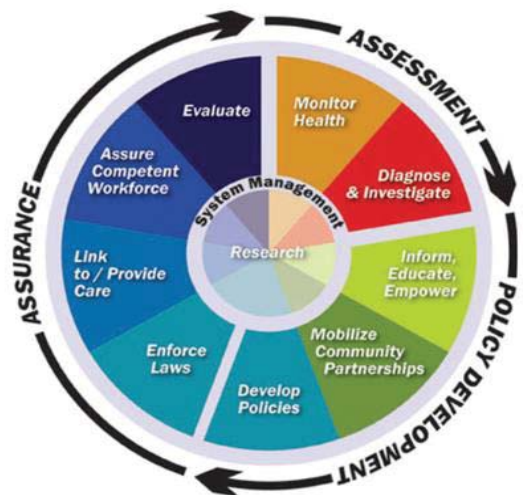 ASSESSMENT
Monitor
Health
Diagnose
& Investigate
POLICY DEVELOPMENT
Inform,
Educate,
Empower
Mobilize
Community
Partnerships
Develop
Policies
ASSURANCE
Enforce
Laws
Link
to / Provide
Care
Assure
Competent
Workforce
Evaluate
System Management
Research